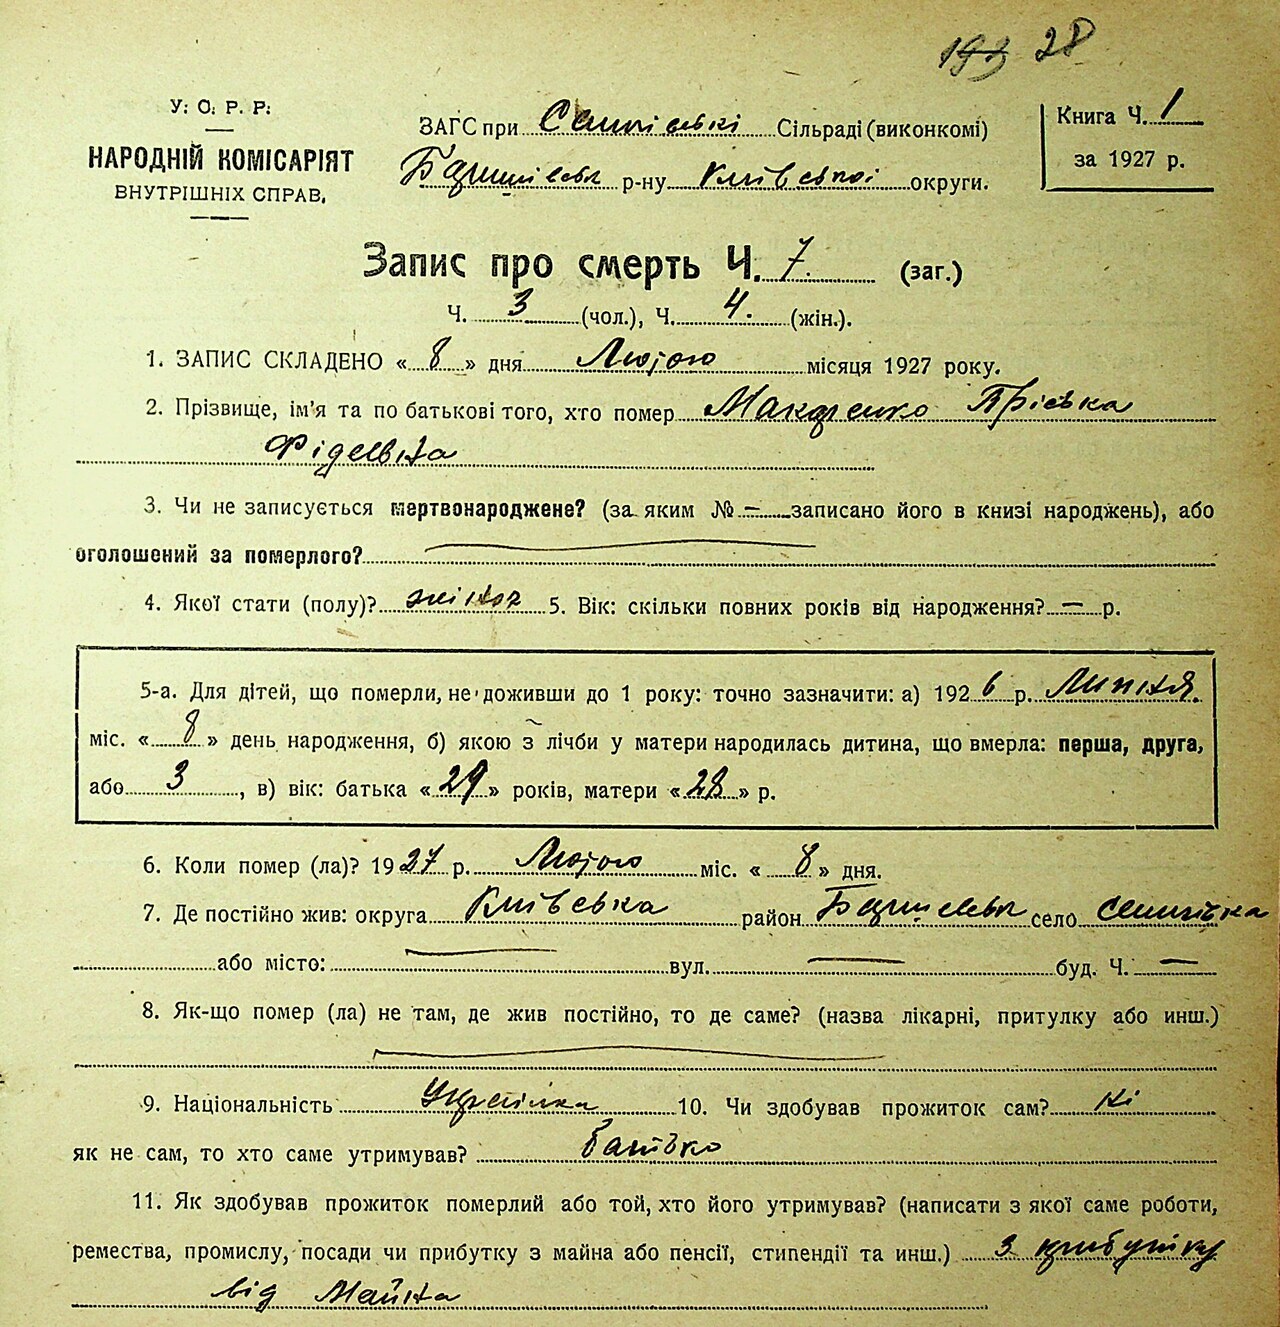 193 28
У. С. Р. Р.
НАРОДНІЙ КОМІСАРІЯТ
ВНУТРІШНІХ СПРАВ.
ЗАГС при Сільраді (виконкомі)
р-ну Київської округи.
Книга Ч. 1
за 1927 р.
Запис про смерть Ч. 7. (заг.)
Ч. 3 (чол.), Ч. 4. (жін.).
1. ЗАПИС СКЛАДЕНО « 8 » дня Лютого місяця 1927 року.
2. Прізвище, ім'я та по батькові того, хто помер Макаренко Пріська
Фіделівна
3. Чи не записується мертвонароджене? (за яким № — записано його в книзі народжень), або
оголошений за померлого?
4. Якої стати (полу)? жіноч 5. Вік: скільки повних років від народження? — р.
5-а. Для дітей, що померли, не доживши до 1 року: точно зазначити: а) 1926 р. Липня.
міс. « 8 » день народження, б) якою з лічби у матери народилась дитина, що вмерла: перша, друга,
або 3, в) вік: батька « 29 » років, матери « 28 » р.
6. Коли помер (ла)? 1927 р. Лютого міс. « 8 » дня.
7. Де постійно жив: округа Київська район село
або місто: — вул. — буд. Ч. —
8. Як-що помер (ла) не там, де жив постійно, то де саме? (назва лікарні, притулку або инш.)
9. Національність Українка 10. Чи здобував прожиток сам? ні
як не сам, то хто саме утримував? батько
11. Як здобував прожиток померлий або той, хто його утримував? (написати з якої саме роботи,
ремества, промислу, посади чи прибутку з майна або пенсії, стипендії та инш.) з прибутку
від майна